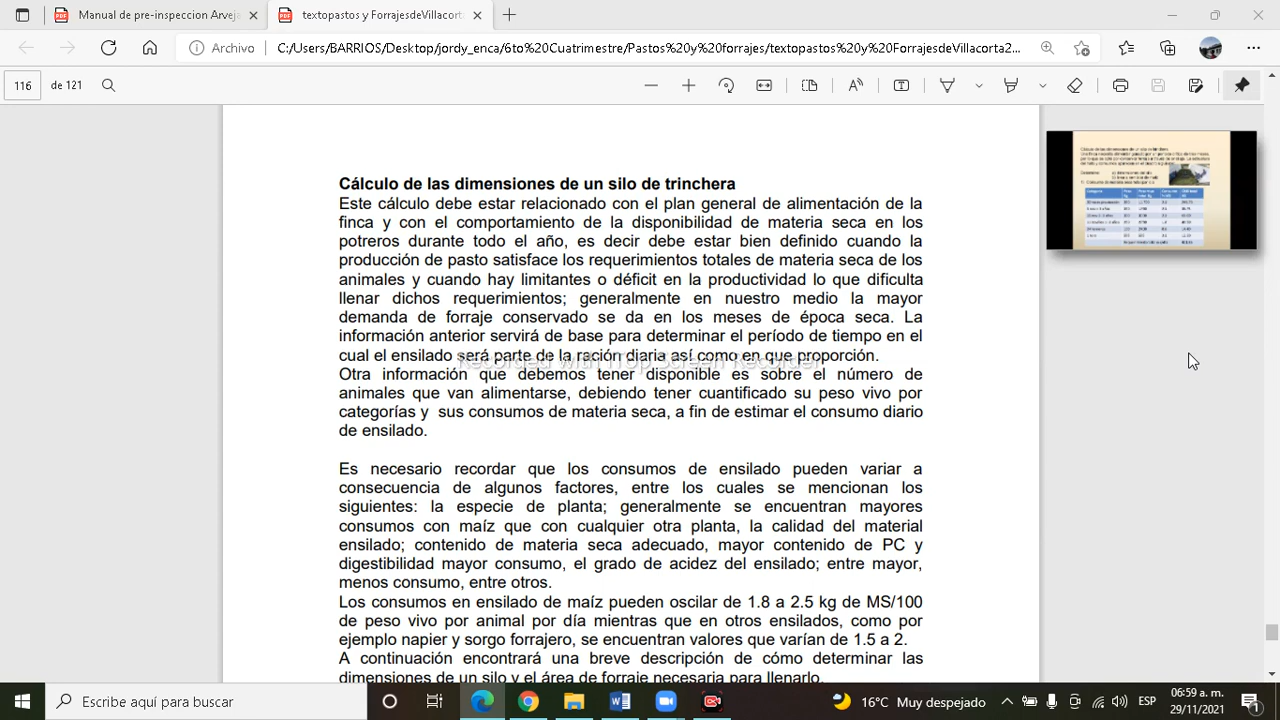 Manual de pre-inspeccion Arveja
textopastos y ForrajesdeVillacorta
Archivo
C:/Users/BARRIOS/Desktop/jordy_enca/6to%20Cuatrimestre/Pastos%20y%20forrajes/textopastos%20y%20ForrajesdeVillacorta2...
116
de 121
Cálculo de las dimensiones de un silo de trinchera
Este cálculo debe estar relacionado con el plan general de alimentación de la
finca y con el comportamiento de la disponibilidad de materia seca en los
potreros durante todo el año, es decir debe estar bien definido cuando la
producción de pasto satisface los requerimientos totales de materia seca de los
animales y cuando hay limitantes o déficit en la productividad lo que dificulta
llenar dichos requerimientos; generalmente en nuestro medio la mayor
demanda de forraje conservado se da en los meses de época seca. La
información anterior servirá de base para determinar el período de tiempo en el
cual el ensilado será parte de la ración diaria así como en que proporción.
Recorded with iTop Screen Recorder
Otra información que debemos tener disponible es sobre el número de
animales que van alimentarse, debiendo tener cuantificado su peso vivo por
categorías y sus consumos de materia seca, a fin de estimar el consumo diario
de ensilado.
Es necesario recordar que los consumos de ensilado pueden variar a
consecuencia de algunos factores, entre los cuales se mencionan los
siguientes: la especie de planta; generalmente se encuentran mayores
consumos con maíz que con cualquier otra planta, la calidad del material
ensilado; contenido de materia seca adecuado, mayor contenido de PC y
digestibilidad mayor consumo, el grado de acidez del ensilado; entre mayor,
menos consumo, entre otros.
Los consumos en ensilado de maíz pueden oscilar de 1.8 a 2.5 kg de MS/100
de peso vivo por animal por día mientras que en otros ensilados, como por
ejemplo napier y sorgo forrajero, se encuentran valores que varían de 1.5 a 2.
A continuación encontrará una breve descripción de cómo determinar las
dimensiones de un silo y el área de forraje necesaria para llenarlo.
Escribe aquí para buscar
16°C Muy despejado
ESP
06:59 a. m.
29/11/2021